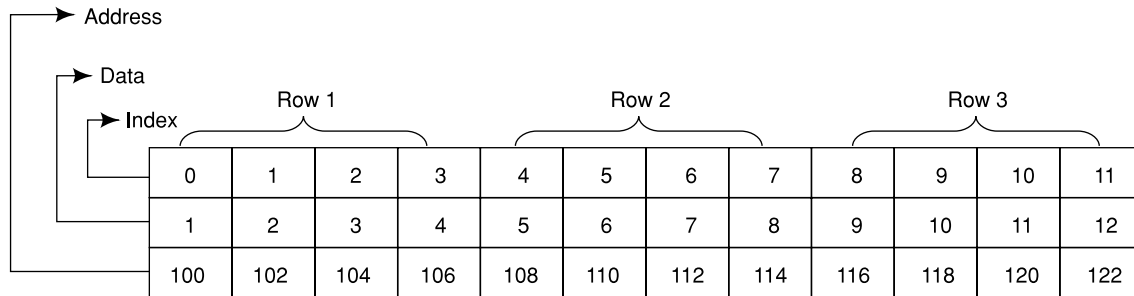 Address
Data
Index
Row 1 Row 2 Row 3
0 1 2 3 4 5 6 7 8 9 10 11
1 2 3 4 5 6 7 8 9 10 11 12
100 102 104 106 108 110 112 114 116 118 120 122